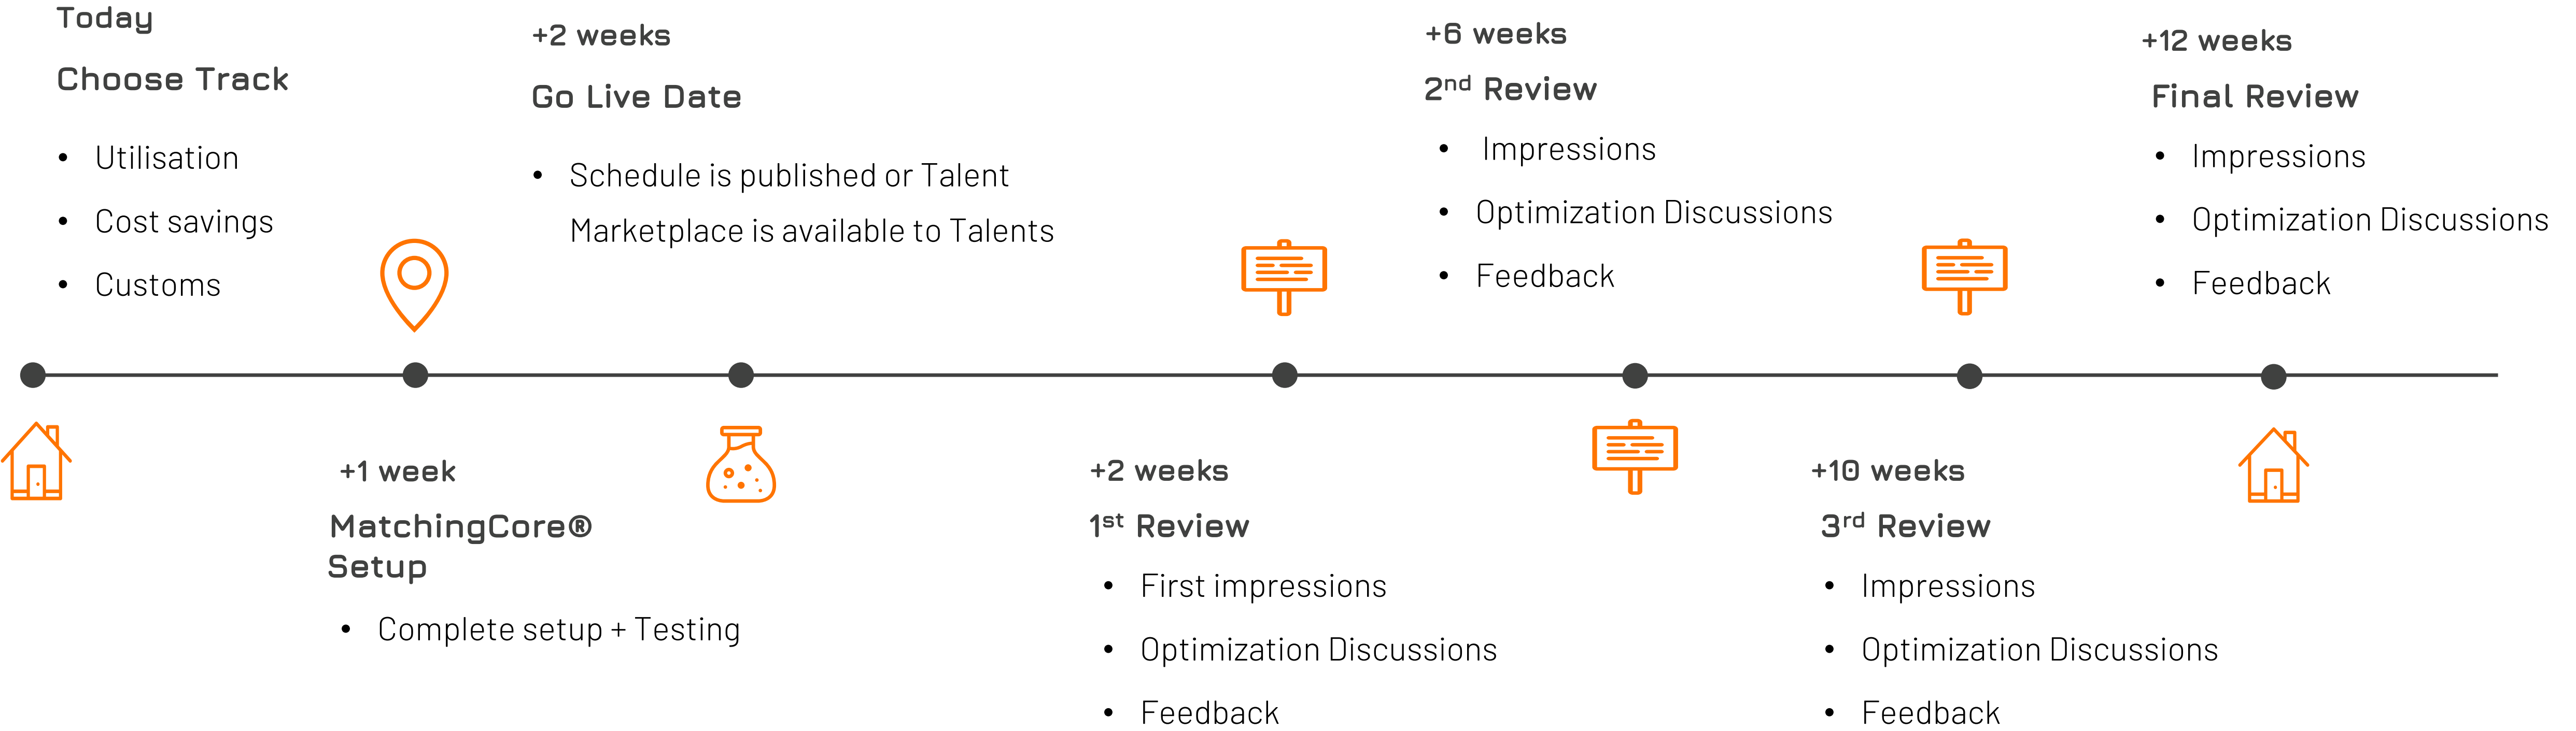 Today
Choose Track
• Utilisation
• Cost savings
• Customs
+1 week
MatchingCore®
Setup
• Complete setup + Testing
+2 weeks
Go Live Date
• Schedule is published or Talent
Marketplace is available to Talents
+2 weeks
1st Review
• First impressions
• Optimization Discussions
• Feedback
+6 weeks
2nd Review
• Impressions
• Optimization Discussions
• Feedback
+10 weeks
3rd Review
• Impressions
• Optimization Discussions
• Feedback
+12 weeks
Final Review
• Impressions
• Optimization Discussions
• Feedback